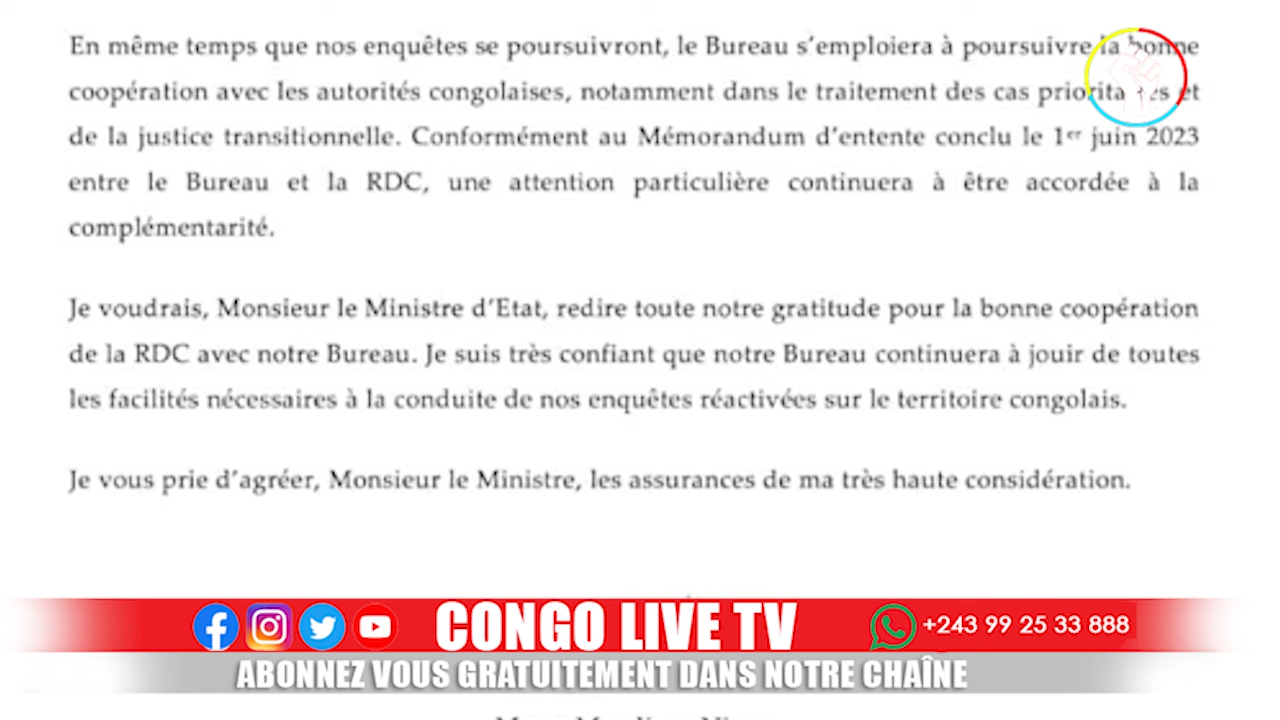 En même temps que nos enquêtes se poursuivront, le Bureau s'emploiera à poursuivre la bonne
coopération avec les autorités congolaises, notamment dans le traitement des cas prioritaires et
de la justice transitionnelle. Conformément au Mémorandum d'entente conclu le 1er juin 2023
entre le Bureau et la RDC, une attention particulière continuera à être accordée à la
complémentarité.
Je voudrais, Monsieur le Ministre d'Etat, redire toute notre gratitude pour la bonne coopération
de la RDC avec notre Bureau. Je suis très confiant que notre Bureau continuera à jouir de toutes
les facilités nécessaires à la conduite de nos enquêtes réactivées sur le territoire congolais.
Je vous prie d'agréer, Monsieur le Ministre, les assurances de ma très haute considération.
CONGO LIVE TV
+243 99 25 33 888
ABONNEZ VOUS GRATUITEMENT DANS NOTRE CHAÎNE